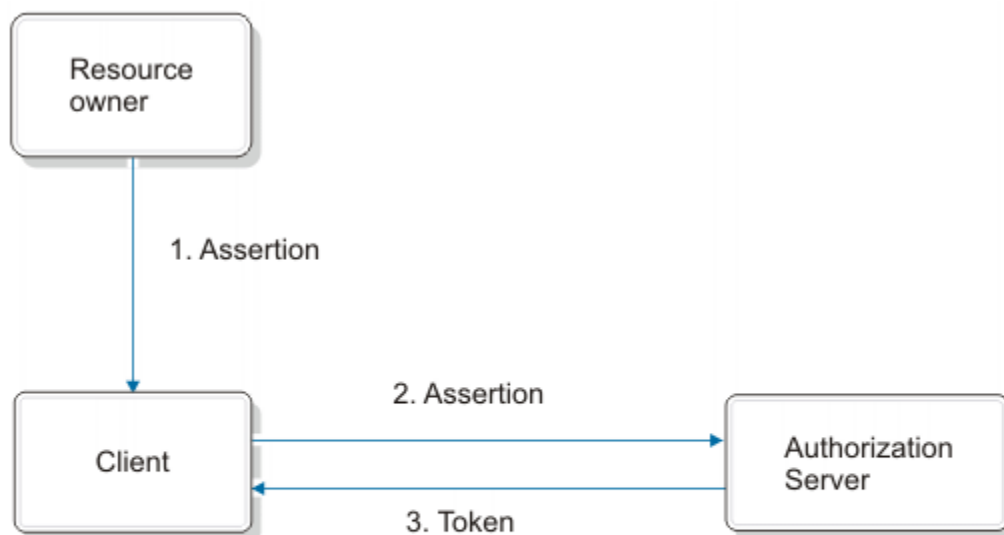 Resource
owner
1. Assertion
2. Assertion
Client
Authorization
Server
3. Token